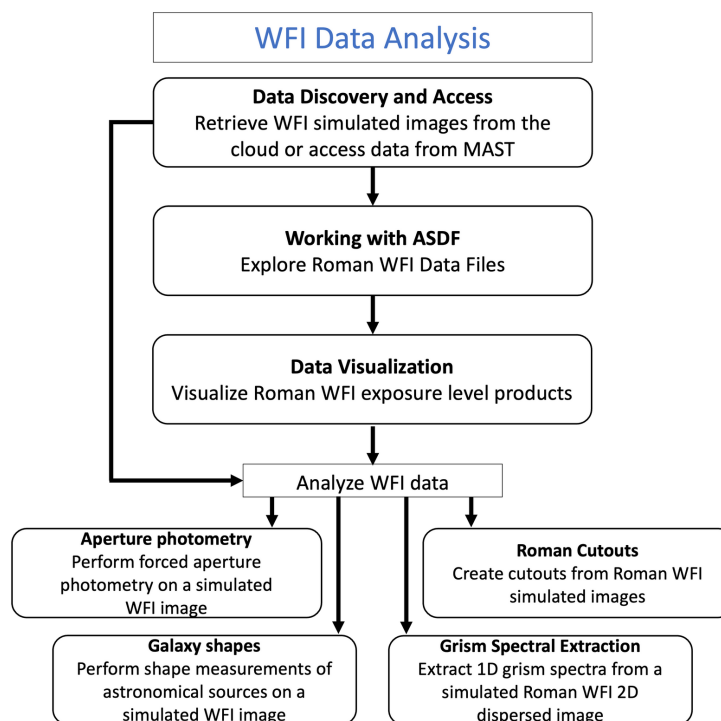 WFI Data Analysis
Data Discovery and Access
Retrieve WFI simulated images from the
cloud or access data from MAST
Working with ASDF
Explore Roman WFI Data Files
Data Visualization
Visualize Roman WFI exposure level products
Analyze WFI data
Aperture photometry
Perform forced aperture
photometry on a simulated
WFI image
Roman Cutouts
Create cutouts from Roman WFI
simulated images
Galaxy shapes
Perform shape measurements of
astronomical sources on a
simulated WFI image
Grism Spectral Extraction
Extract 1D grism spectra from a
simulated Roman WFI 2D
dispersed image